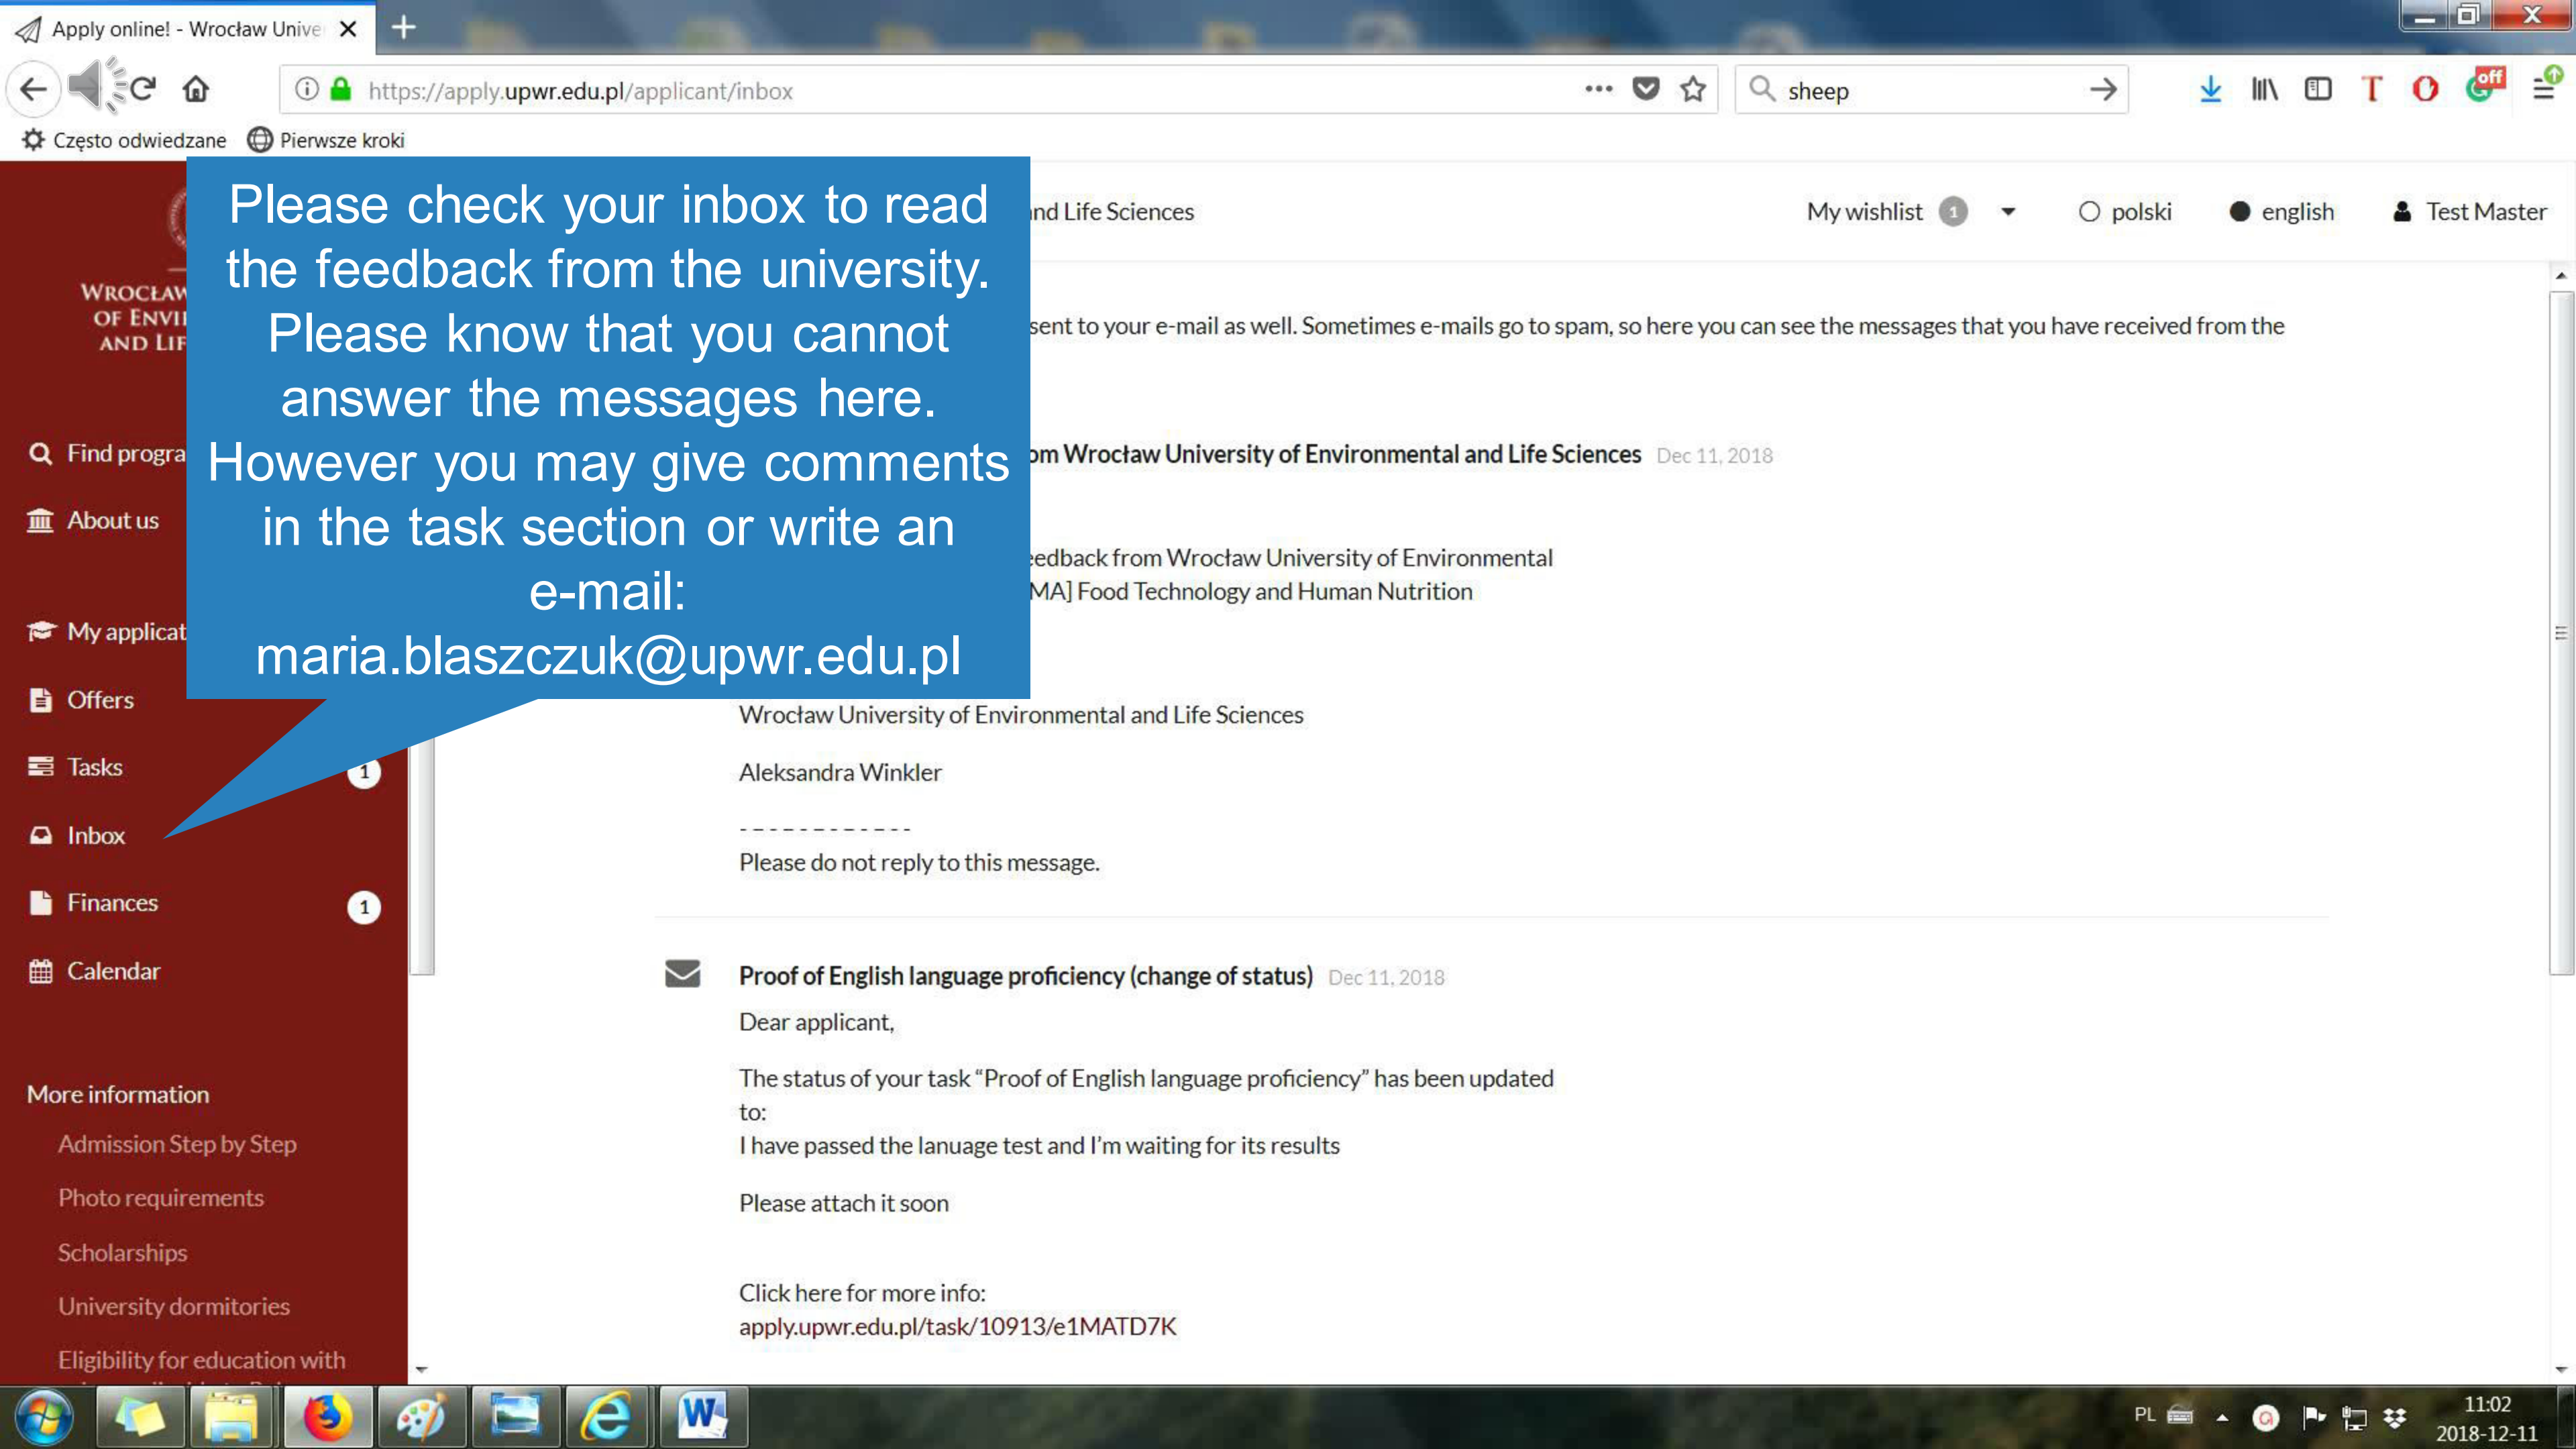 Apply online! - Wrocław Unive
https://apply.upwr.edu.pl/applicant/inbox
sheep
off
Często odwiedzane Pierwsze kroki
Please check your inbox to read
the feedback from the university.
Please know that you cannot
answer the messages here.
However you may give comments
in the task section or write an
e-mail:
maria.blaszczuk@upwr.edu.pl
nd Life Sciences
My wishlist 1 polski english Test Master
WROCŁAW
OF ENVI
AND LIF
Find progra
About us
My applicat
Offers
Tasks 1
Inbox
Finances 1
Calendar
More information
Admission Step by Step
Photo requirements
Scholarships
University dormitories
Eligibility for education with
sent to your e-mail as well. Sometimes e-mails go to spam, so here you can see the messages that you have received from the
om Wrocław University of Environmental and Life Sciences Dec 11, 2018
eedback from Wrocław University of Environmental
MA] Food Technology and Human Nutrition
Wrocław University of Environmental and Life Sciences
Aleksandra Winkler
- - - - - - - - - - - -
Please do not reply to this message.
Proof of English language proficiency (change of status) Dec 11, 2018
Dear applicant,
The status of your task “Proof of English language proficiency” has been updated
to:
I have passed the lanuage test and I’m waiting for its results
Please attach it soon
Click here for more info:
apply.upwr.edu.pl/task/10913/e1MATD7K
PL
11:02
2018-12-11